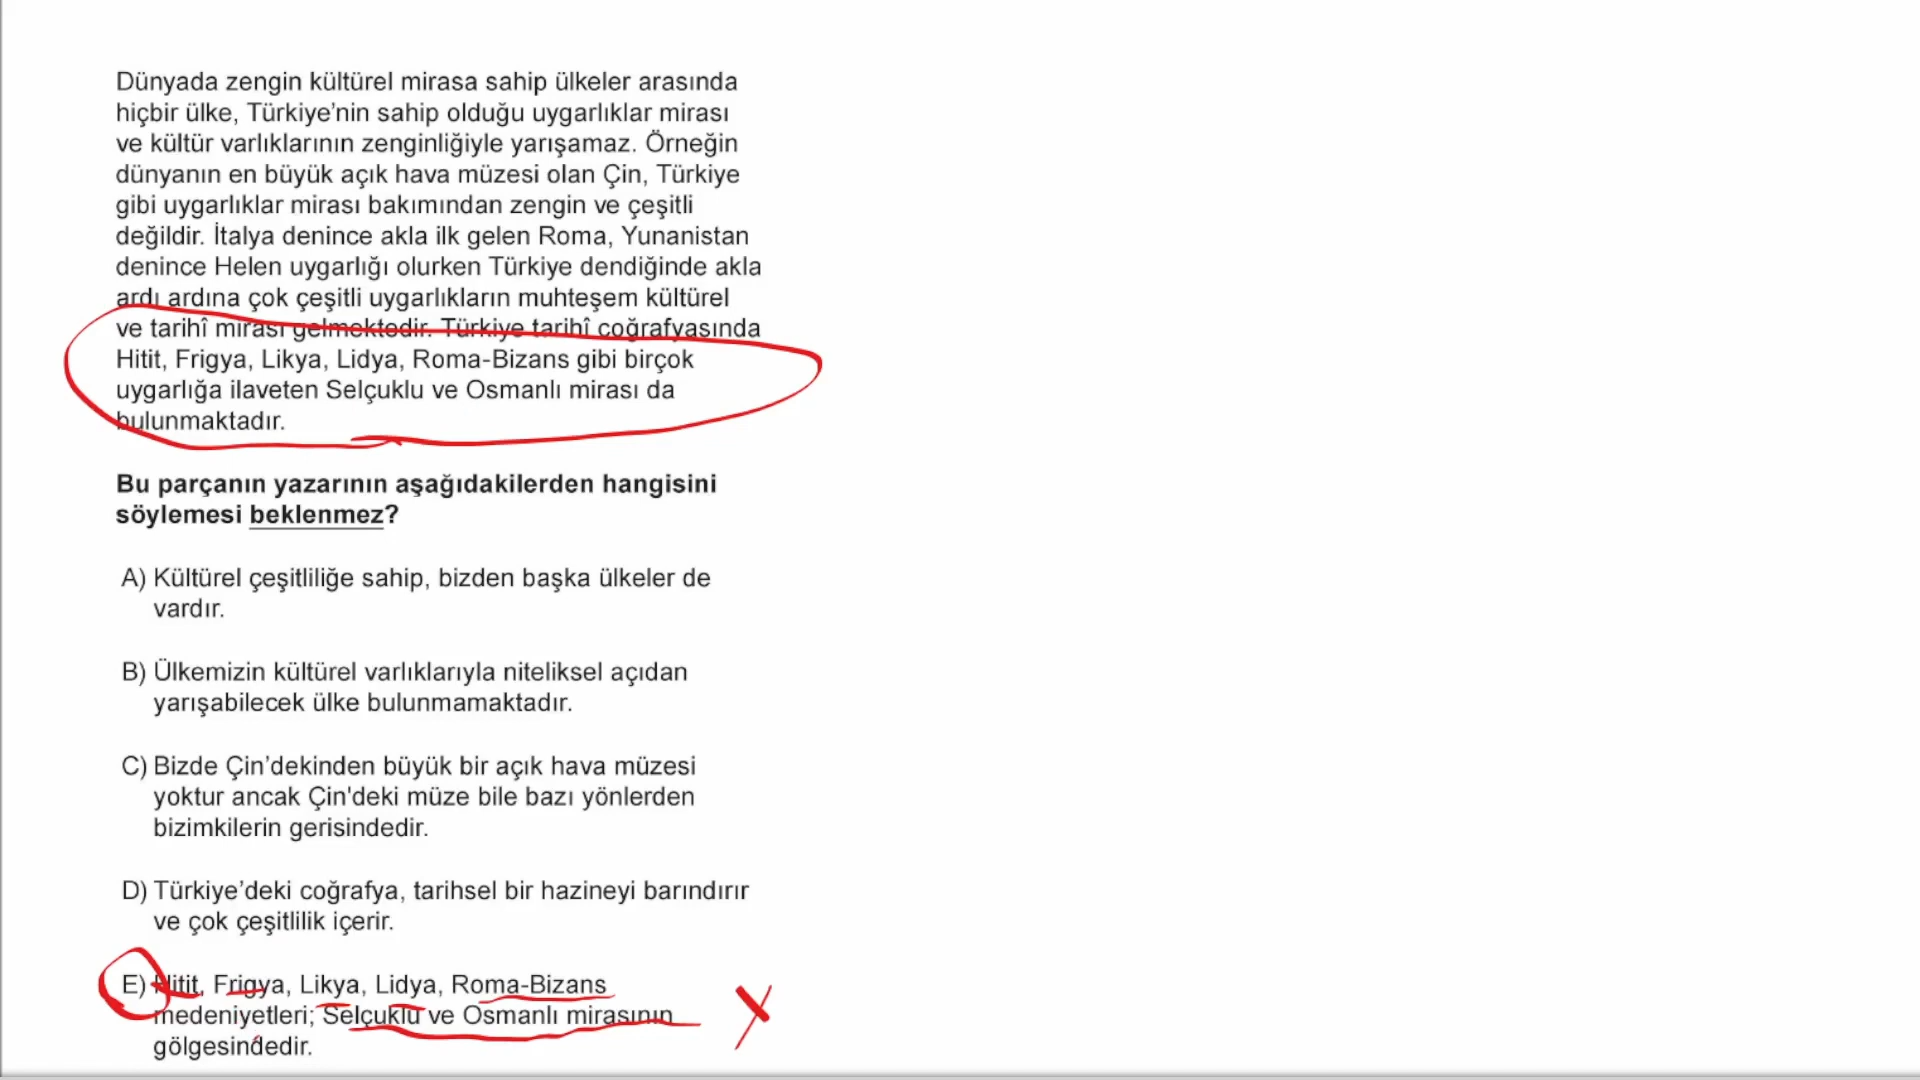 Dünyada zengin kültürel mirasa sahip ülkeler arasında
hiçbir ülke, Türkiye'nin sahip olduğu uygarlıklar mirası
ve kültür varlıklarının zenginliğiyle yarışamaz. Örneğin
dünyanın en büyük açık hava müzesi olan Çin, Türkiye
gibi uygarlıklar mirası bakımından zengin ve çeşitli
değildir. İtalya denince akla ilk gelen Roma, Yunanistan
denince Helen uygarlığı olurken Türkiye dendiğinde akla
ardı ardına çok çeşitli uygarlıkların muhteşem kültürel
ve tarihî mirası gelmektedir. Türkiye tarihî coğrafyasında
Hitit, Frigya, Likya, Lidya, Roma-Bizans gibi birçok
uygarlığa ilaveten Selçuklu ve Osmanlı mirası da
bulunmaktadır.
Bu parçanın yazarının aşağıdakilerden hangisini
söylemesi beklenmez?
A) Kültürel çeşitliliğe sahip, bizden başka ülkeler de
vardır.
B) Ülkemizin kültürel varlıklarıyla niteliksel açıdan
yarışabilecek ülke bulunmamaktadır.
C) Bizde Çin'dekinden büyük bir açık hava müzesi
yoktur ancak Çin'deki müze bile bazı yönlerden
bizimkilerin gerisindedir.
D) Türkiye'deki coğrafya, tarihsel bir hazineyi barındırır
ve çok çeşitlilik içerir.
E) Hitit, Frigya, Likya, Lidya, Roma-Bizans
medeniyetleri; Selçuklu ve Osmanlı mirasının
gölgesindedir.